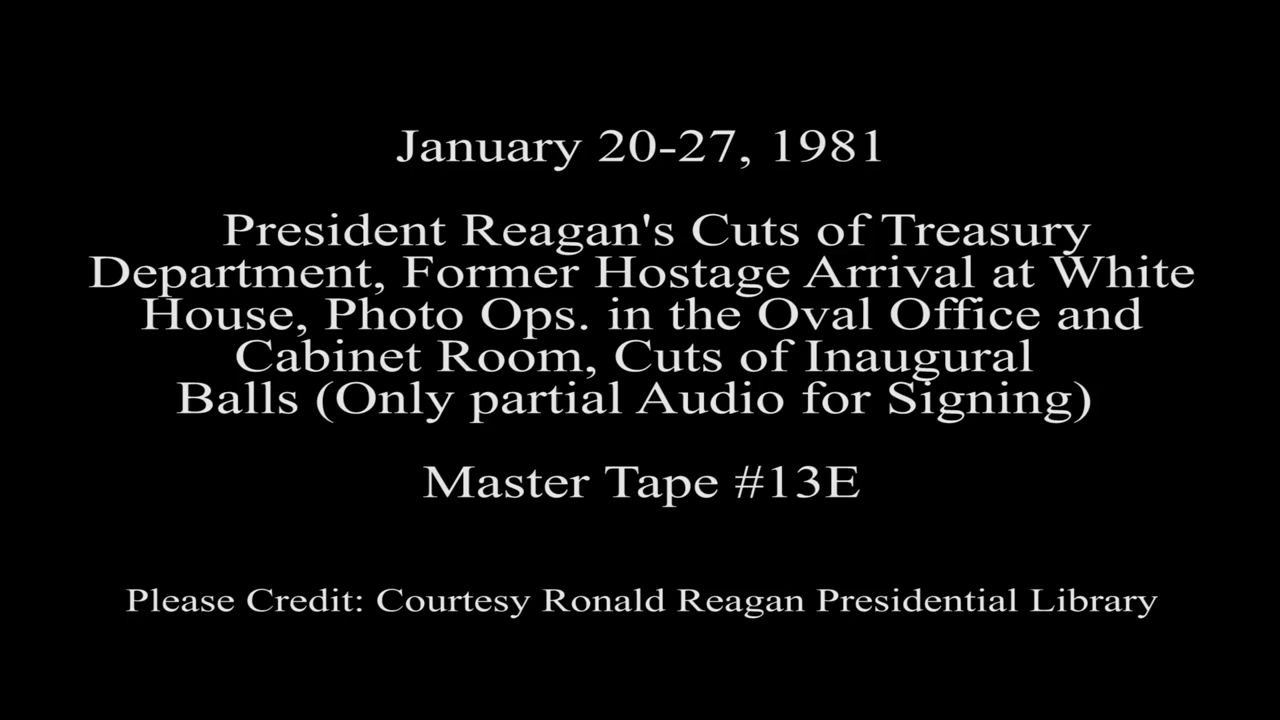 January 20-27, 1981
President Reagan's Cuts of Treasury
Department, Former Hostage Arrival at White
House, Photo Ops. in the Oval Office and
Cabinet Room, Cuts of Inaugural
Balls (Only partial Audio for Signing)
Master Tape #13E
Please Credit: Courtesy Ronald Reagan Presidential Library